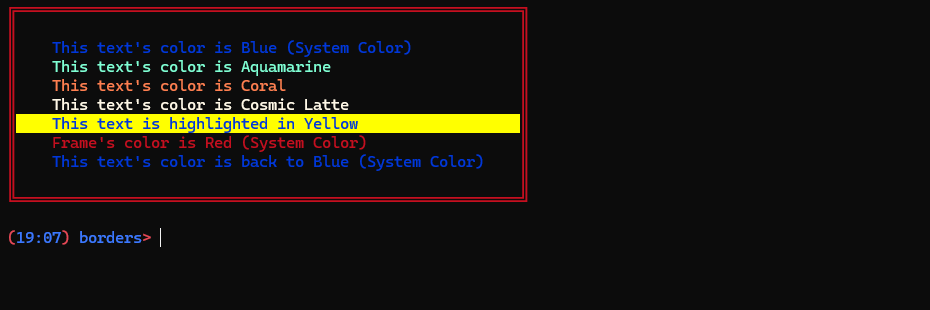 This text's color is Blue (System Color)
This text's color is Aquamarine
This text's color is Coral
This text's color is Cosmic Latte
This text is highlighted in Yellow
Frame's color is Red (System Color)
This text's color is back to Blue (System Color)
(19:07) borders>